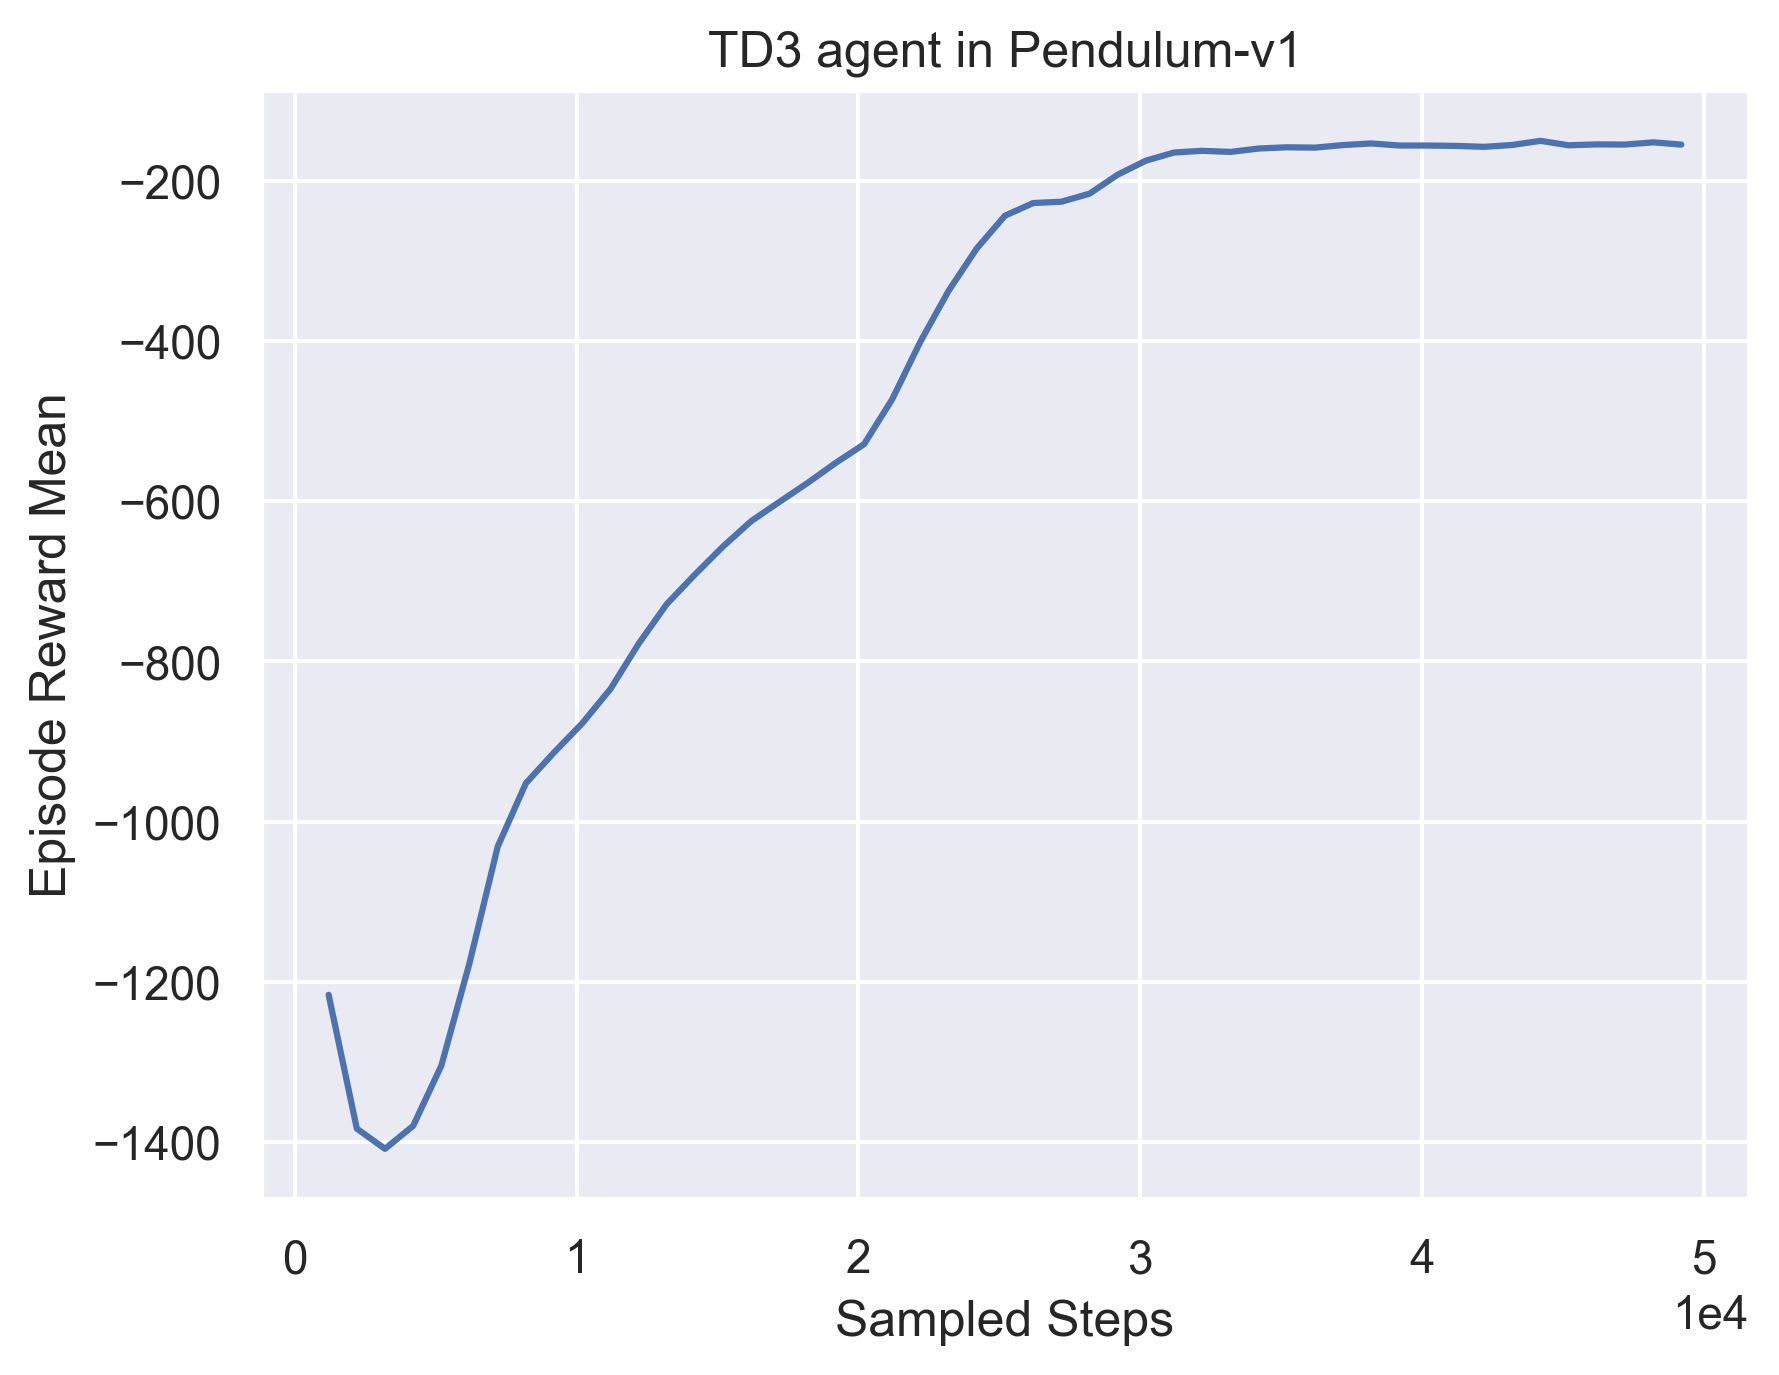 TD3 agent in Pendulum-v1
Episode Reward Mean
−200
−400
−600
−800
−1000
−1200
−1400
0 1 2 3 4 5
1e4
Sampled Steps